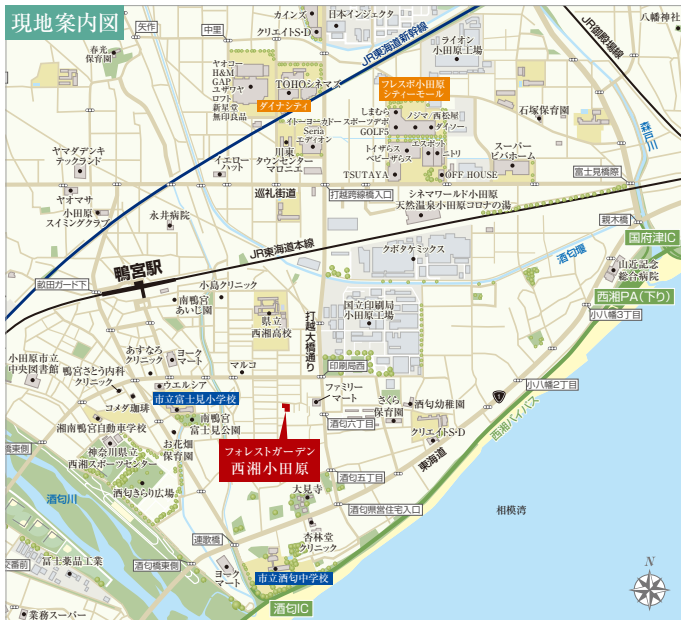 現地案内図
矢作
中里
カインズ
クリエイトS・D
日本インジェクタ
JR東海道新幹線
ライオン
小田原工場
JR御殿場線
八幡神社
春光
保育園
ヤオコー
H&M
GAP
ユザワヤ
ロフト
新星堂
無印良品
TOHOシネマズ
ダイナシティ
イトーヨーカドー
Seria
エディオン
フレスポ小田原
シティーモール
しまむら
スポーツデポ
GOLF5
ノジマ
西松屋
ダイソー
石塚保育園
森戸川
ヤマダデンキ
テックランド
イエロー
ハット
川東
タウンセンター
マロニエ
トイザらス
ベビーザらス
エスポット
ニトリ
スーパー
ビバホーム
TSUTAYA
OFF HOUSE
富士見橋際
ヤオマサ
小田原
スイミングクラブ
永井病院
巡礼街道
打越跨線橋入口
シネマワールド小田原
天然温泉小田原コロナの湯
親木橋
国府津IC
JR東海道本線
クボタケミックス
酒匂堰
山近記念
総合病院
鴨宮駅
畝田ガード下
西湘PA(下り)
小八幡3丁目
小島クリニック
南鴨宮
あいじ園
県立
西湘高校
打越大橋通り
国立印刷局
小田原工場
小田原市立
中央図書館
あすなろ
クリニック
ヨーク
マート
マルコ
印刷局西
鴨宮さとう内科
クリニック
ウエルシア
小八幡2丁目
市立富士見小学校
ファミリー
マート
さくら
保育園
酒匂幼稚園
1
西湘バイパス
コメダ珈琲
南鴨宮
富士見公園
酒匂六丁目
クリエイトS・D
湘南鴨宮自動車学校
お花畑
保育園
フォレストガーデン
西湘小田原
東海道
橋東側
神奈川県立
西湘スポーツセンター
酒匂五丁目
酒匂川
酒匂きらり広場
大見寺
酒匂県営住宅入口
相模湾
連歌橋
杏林堂
クリニック
交番前
富士薬品工業
酒匂橋東側
ヨーク
マート
市立酒匂中学校
N
業務スーパー
酒匂IC